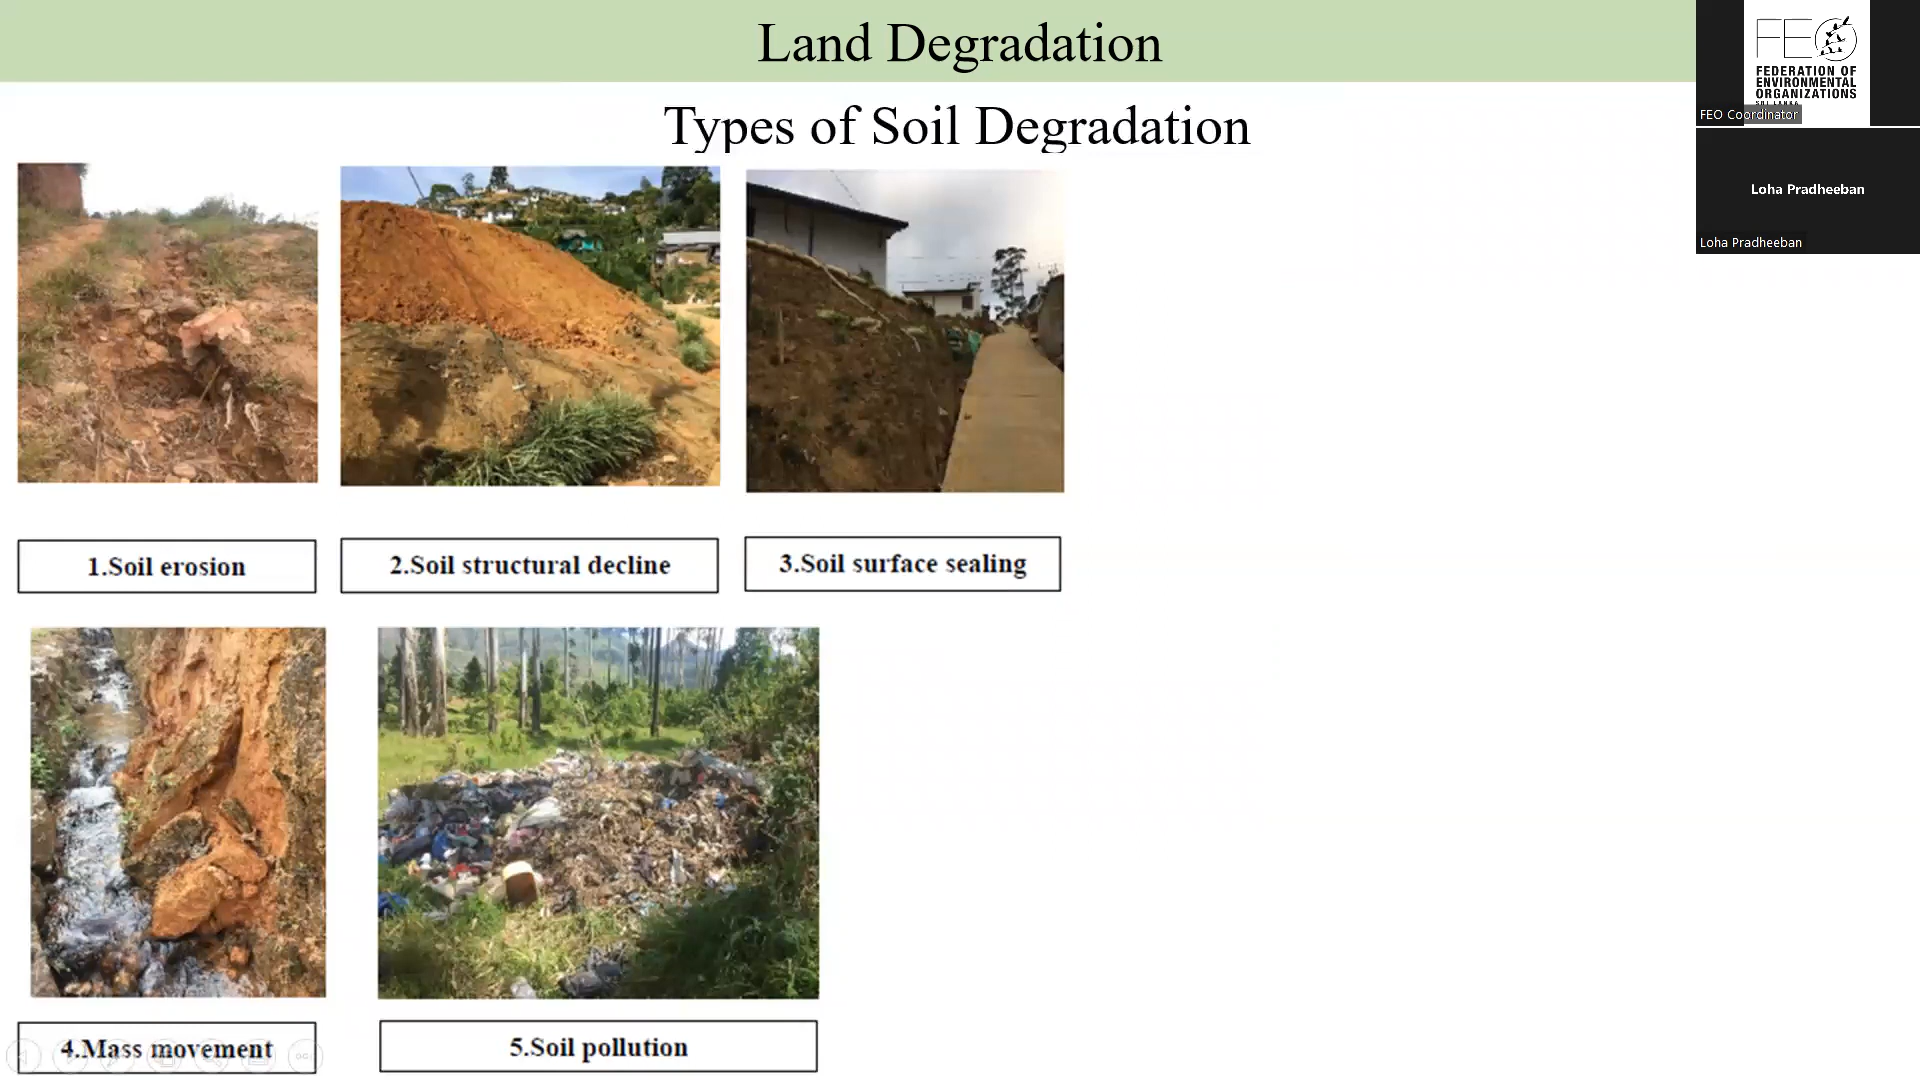 Land Degradation
Types of Soil Degradation
1.Soil erosion
2.Soil structural decline
3.Soil surface sealing
4.Mass movement
5.Soil pollution
FEO
FEDERATION OF
ENVIRONMENTAL
ORGANIZATIONS
FEO Coordinator
Loha Pradheeban
Loha Pradheeban